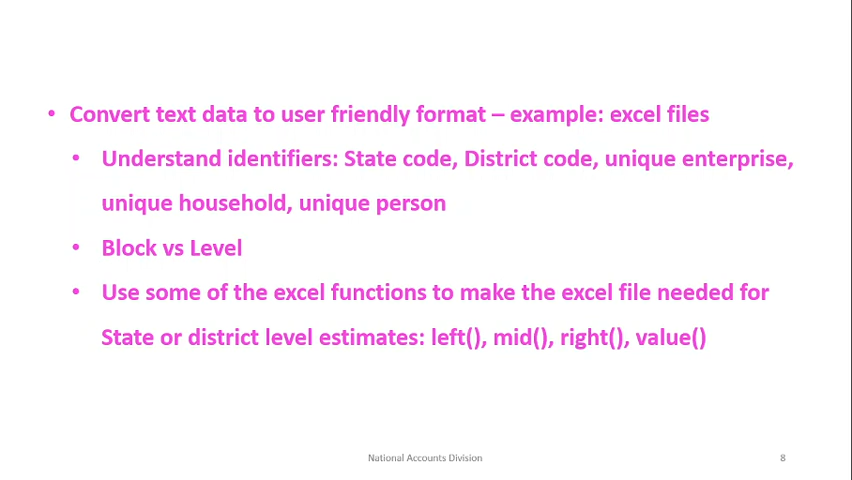 • Convert text data to user friendly format – example: excel files
• Understand identifiers: State code, District code, unique enterprise,
unique household, unique person
• Block vs Level
• Use some of the excel functions to make the excel file needed for
State or district level estimates: left(), mid(), right(), value()
National Accounts Division
8